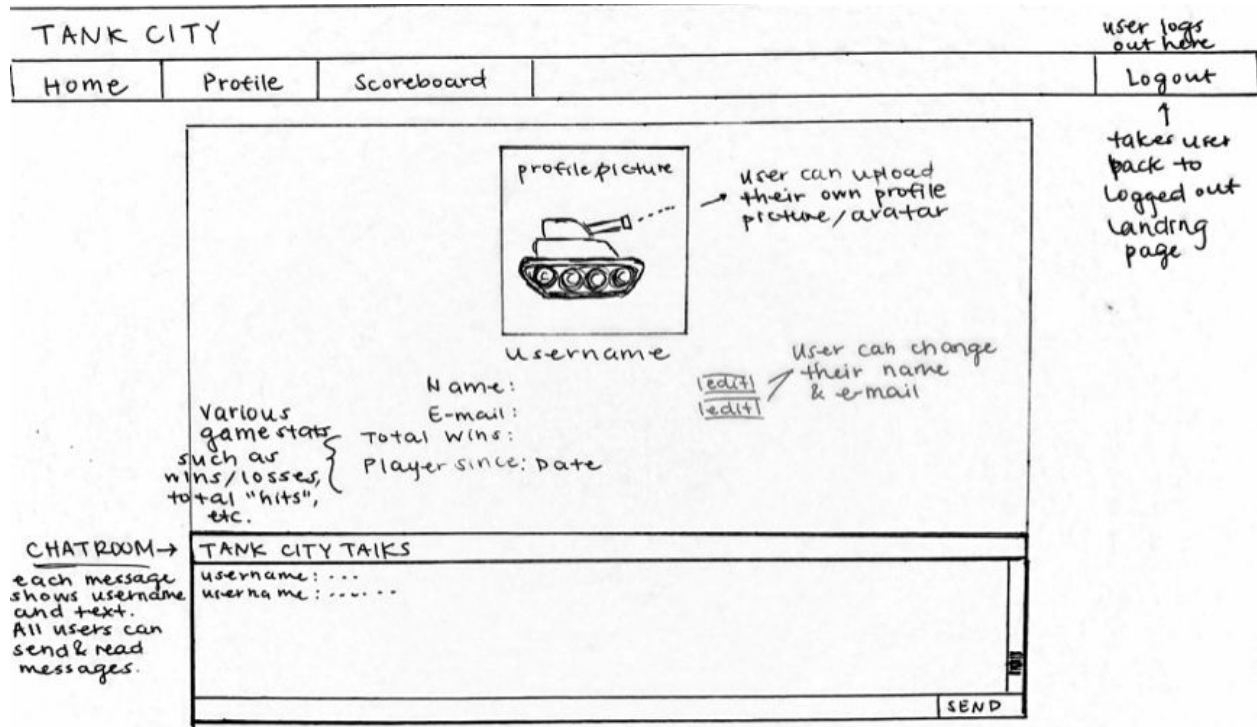 TANK CITY
user logs
out here
Home Profile Scoreboard Logout
↑
takes user
back to
logged out
landing
page
profile picture
→ user can upload
their own profile
picture/avatar
username
Name: edit
E-mail: edit
User can change
their name
& e-mail
Total Wins:
Player since: Date
various
game stats
such as
wins/losses,
total "hits",
etc.
CHATROOM→
each message
shows username
and text.
All users can
send & read
messages.
TANK CITY TALKS
username: ...
username: ......
SEND